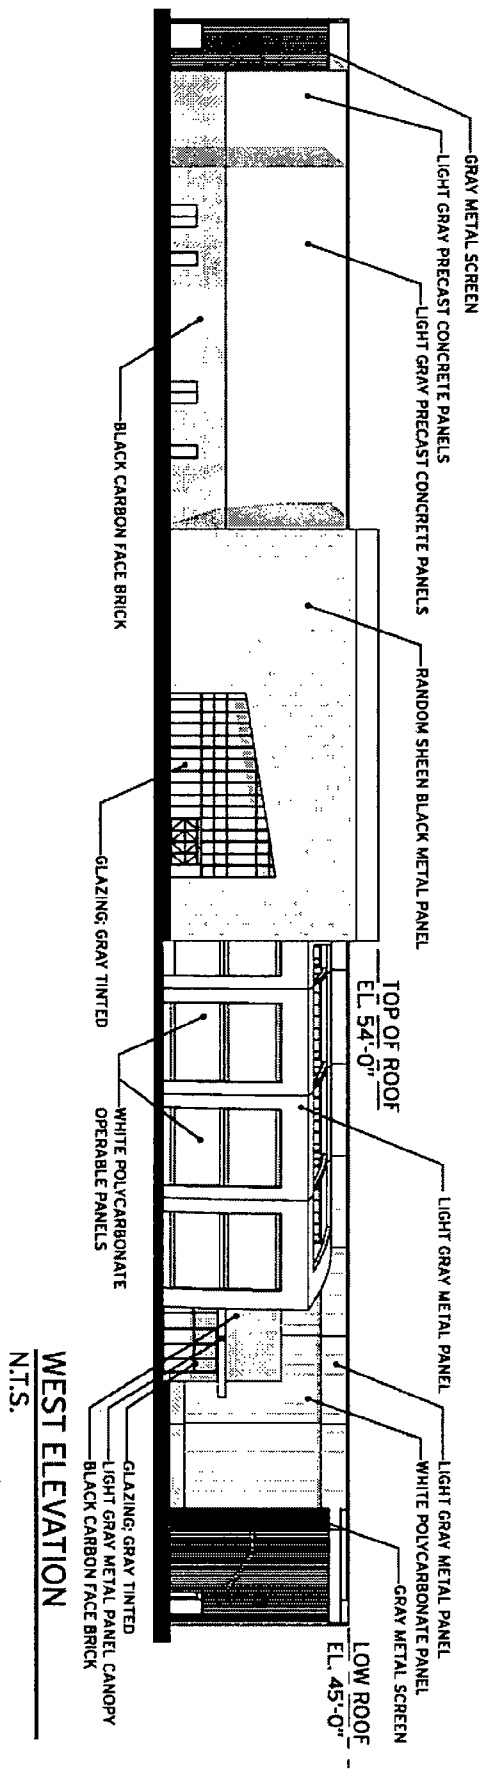 GRAY METAL SCREEN
LIGHT GRAY PRECAST CONCRETE PANELS
LIGHT GRAY PRECAST CONCRETE PANELS
RANDOM SHEEN BLACK METAL PANEL
TOP OF ROOF
EL. 54'-0"
LIGHT GRAY METAL PANEL
LIGHT GRAY METAL PANEL
WHITE POLYCARBONATE PANEL
GRAY METAL SCREEN
LOW ROOF
EL. 45'-0"
BLACK CARBON FACE BRICK
GLAZING; GRAY TINTED
WHITE POLYCARBONATE
OPERABLE PANELS
GLAZING; GRAY TINTED
LIGHT GRAY METAL PANEL CANOPY
BLACK CARBON FACE BRICK
WEST ELEVATION
N.T.S.